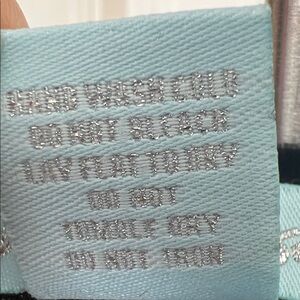 HAND WASH COLD
DO NOT BLEACH
LAY FLAT TO DRY
DO NOT
TUMBLE DRY
DO NOT IRON